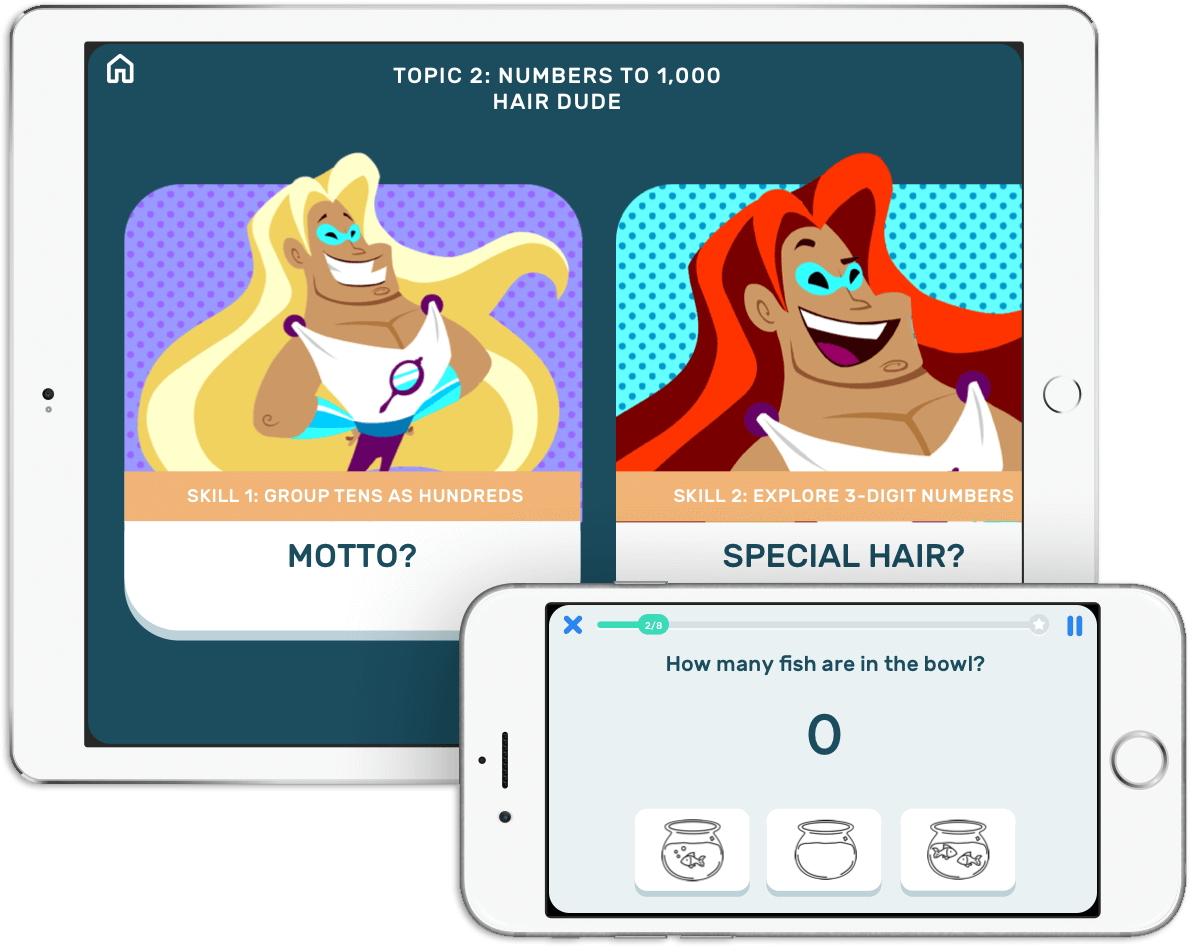 TOPIC 2: NUMBERS TO 1,000
HAIR DUDE
SKILL 1: GROUP TENS AS HUNDREDS
MOTTO?
SKILL 2: EXPLORE 3-DIGIT NUMBERS
SPECIAL HAIR?
2/8
How many fish are in the bowl?
0